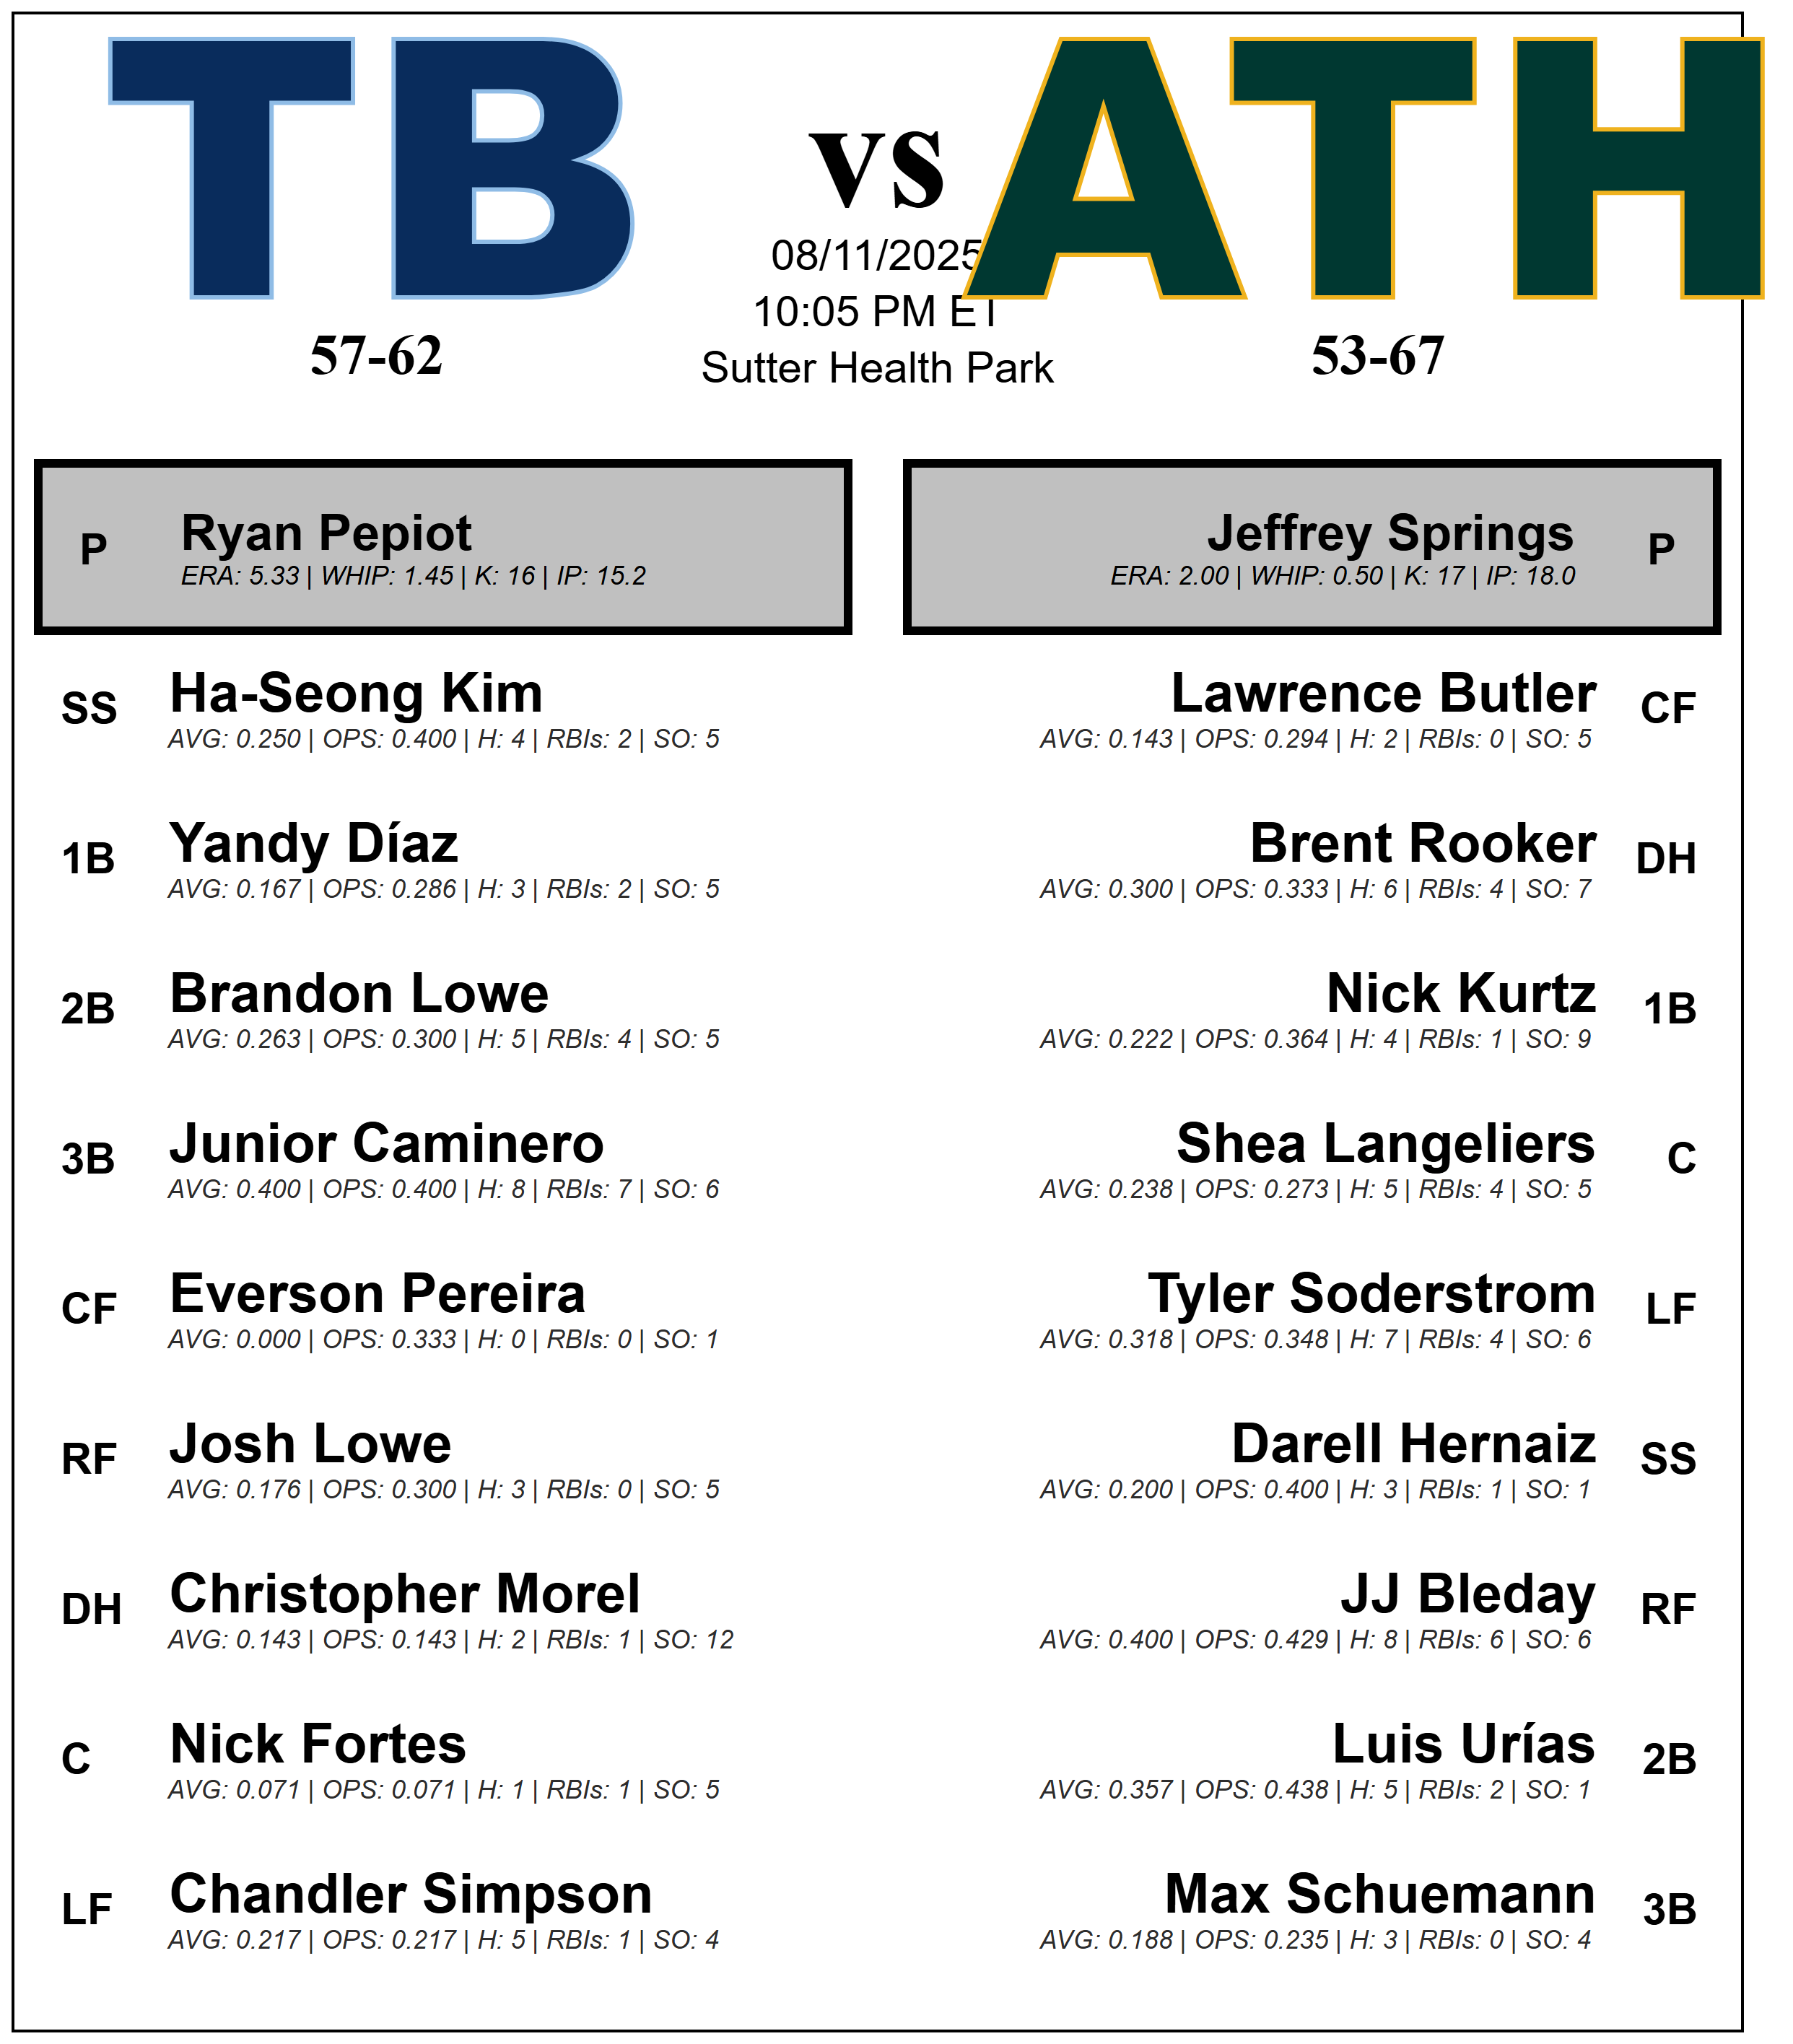 TB vs ATH
08/11/2025
10:05 PM ET
57-62
Sutter Health Park
53-67
P
Ryan Pepiot
ERA: 5.33 | WHIP: 1.45 | K: 16 | IP: 15.2
Jeffrey Springs
P
ERA: 2.00 | WHIP: 0.50 | K: 17 | IP: 18.0
SS
Ha-Seong Kim
AVG: 0.250 | OPS: 0.400 | H: 4 | RBIs: 2 | SO: 5
Lawrence Butler
CF
AVG: 0.143 | OPS: 0.294 | H: 2 | RBIs: 0 | SO: 5
1B
Yandy Díaz
AVG: 0.167 | OPS: 0.286 | H: 3 | RBIs: 2 | SO: 5
Brent Rooker
DH
AVG: 0.300 | OPS: 0.333 | H: 6 | RBIs: 4 | SO: 7
2B
Brandon Lowe
AVG: 0.263 | OPS: 0.300 | H: 5 | RBIs: 4 | SO: 5
Nick Kurtz
1B
AVG: 0.222 | OPS: 0.364 | H: 4 | RBIs: 1 | SO: 9
3B
Junior Caminero
AVG: 0.400 | OPS: 0.400 | H: 8 | RBIs: 7 | SO: 6
Shea Langeliers
C
AVG: 0.238 | OPS: 0.273 | H: 5 | RBIs: 4 | SO: 5
CF
Everson Pereira
AVG: 0.000 | OPS: 0.333 | H: 0 | RBIs: 0 | SO: 1
Tyler Soderstrom
LF
AVG: 0.318 | OPS: 0.348 | H: 7 | RBIs: 4 | SO: 6
RF
Josh Lowe
AVG: 0.176 | OPS: 0.300 | H: 3 | RBIs: 0 | SO: 5
Darell Hernaiz
SS
AVG: 0.200 | OPS: 0.400 | H: 3 | RBIs: 1 | SO: 1
DH
Christopher Morel
AVG: 0.143 | OPS: 0.143 | H: 2 | RBIs: 1 | SO: 12
JJ Bleday
RF
AVG: 0.400 | OPS: 0.429 | H: 8 | RBIs: 6 | SO: 6
C
Nick Fortes
AVG: 0.071 | OPS: 0.071 | H: 1 | RBIs: 1 | SO: 5
Luis Urías
2B
AVG: 0.357 | OPS: 0.438 | H: 5 | RBIs: 2 | SO: 1
LF
Chandler Simpson
AVG: 0.217 | OPS: 0.217 | H: 5 | RBIs: 1 | SO: 4
Max Schuemann
3B
AVG: 0.188 | OPS: 0.235 | H: 3 | RBIs: 0 | SO: 4